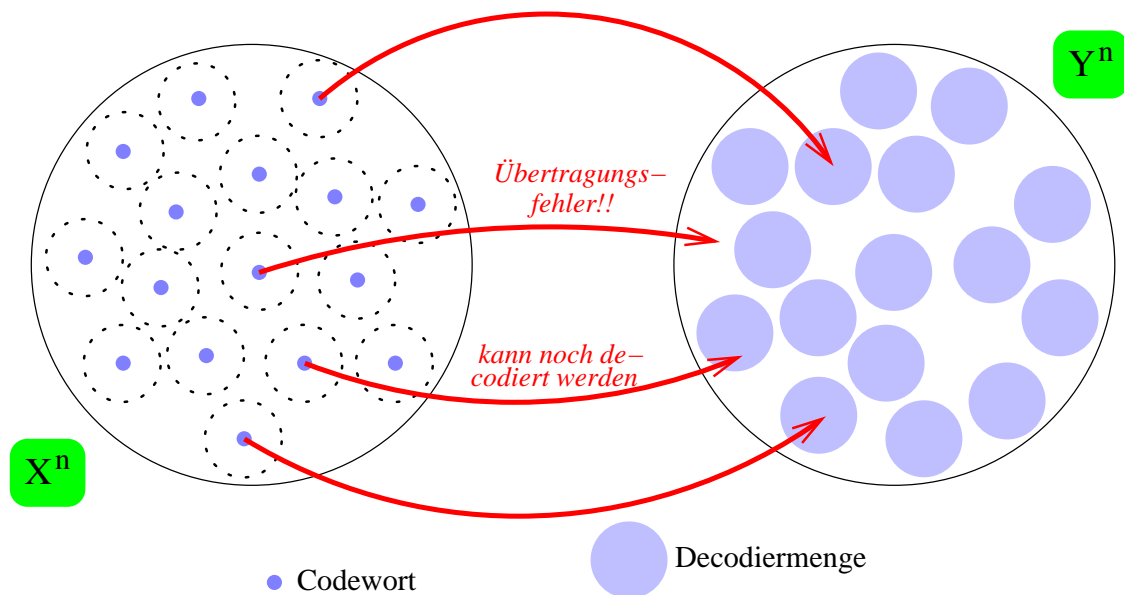 Yⁿ
Übertragungs−
fehler!!
kann noch de−
codiert werden
Xⁿ
Decodiermenge
Codewort